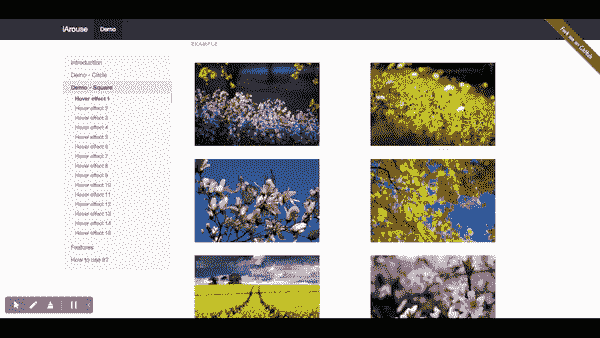 iArouse Demo
Fork me on GitHub
EXAMPLE
Introduction
Demo - Circle
Demo - Square
Hover effect 1
Hover effect 2
Hover effect 3
Hover effect 4
Hover effect 5
Hover effect 6
Hover effect 7
Hover effect 8
Hover effect 9
Hover effect 10
Hover effect 11
Hover effect 12
Hover effect 13
Hover effect 14
Hover effect 15
Features
How to use it?